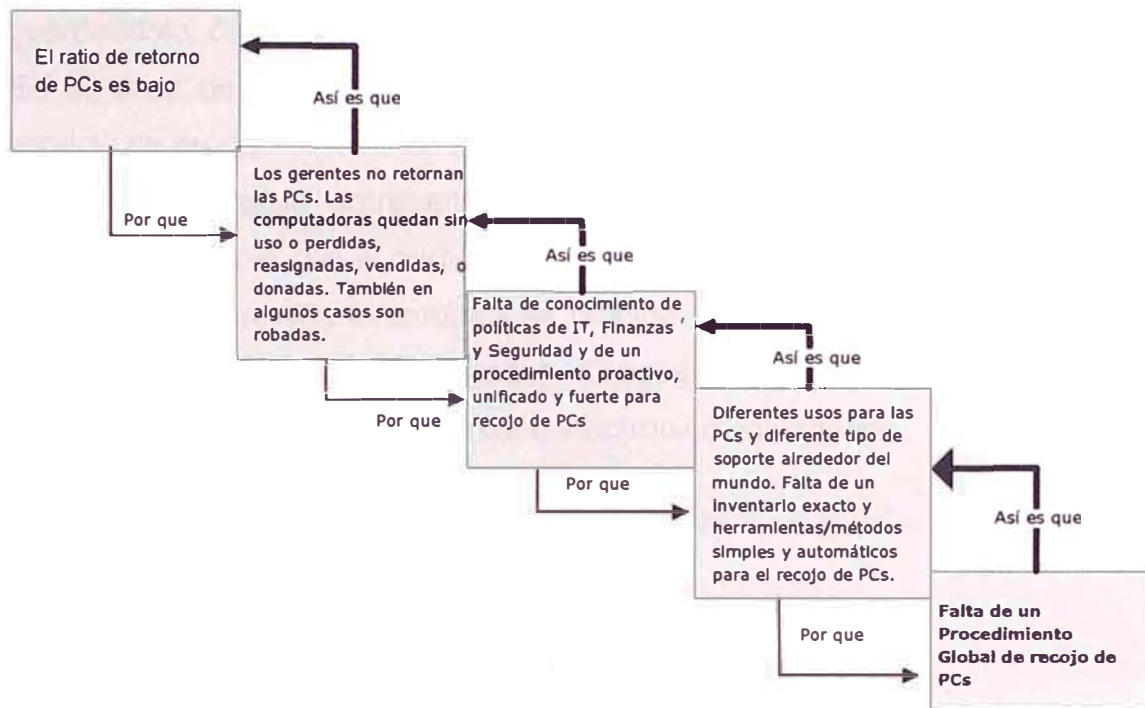 El ratio de retorno
de PCs es bajo
Así es que
Por que
Los gerentes no retornan
las PCs. Las
computadoras quedan sin
uso o perdidas,
reasignadas, vendidas, o
donadas. También en
algunos casos son
robadas.
Así es que
Por que
Falta de conocimiento de
políticas de IT, Finanzas
y Seguridad y de un
procedimiento proactivo,
unificado y fuerte para
recojo de PCs
Así es que
Por que
Diferentes usos para las
PCs y diferente tipo de
soporte alrededor del
mundo. Falta de un
inventario exacto y
herramientas/métodos
simples y automáticos
para el recojo de PCs.
Así es que
Por que
Falta de un
Procedimiento
Global de recojo de
PCs